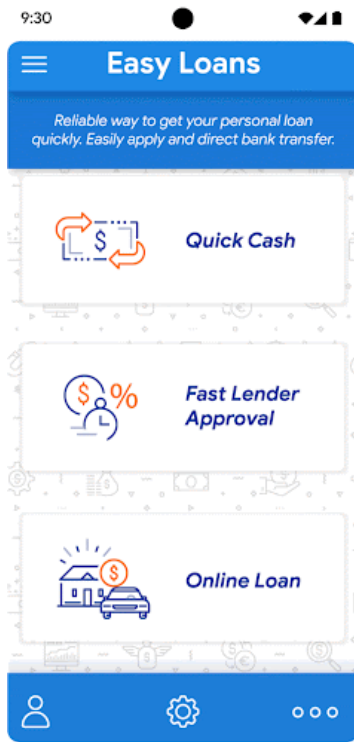 9:30
Easy Loans
Reliable way to get your personal loan
quickly. Easily apply and direct bank transfer.
$
Quick Cash
$ %
Fast Lender
Approval
$
Online Loan